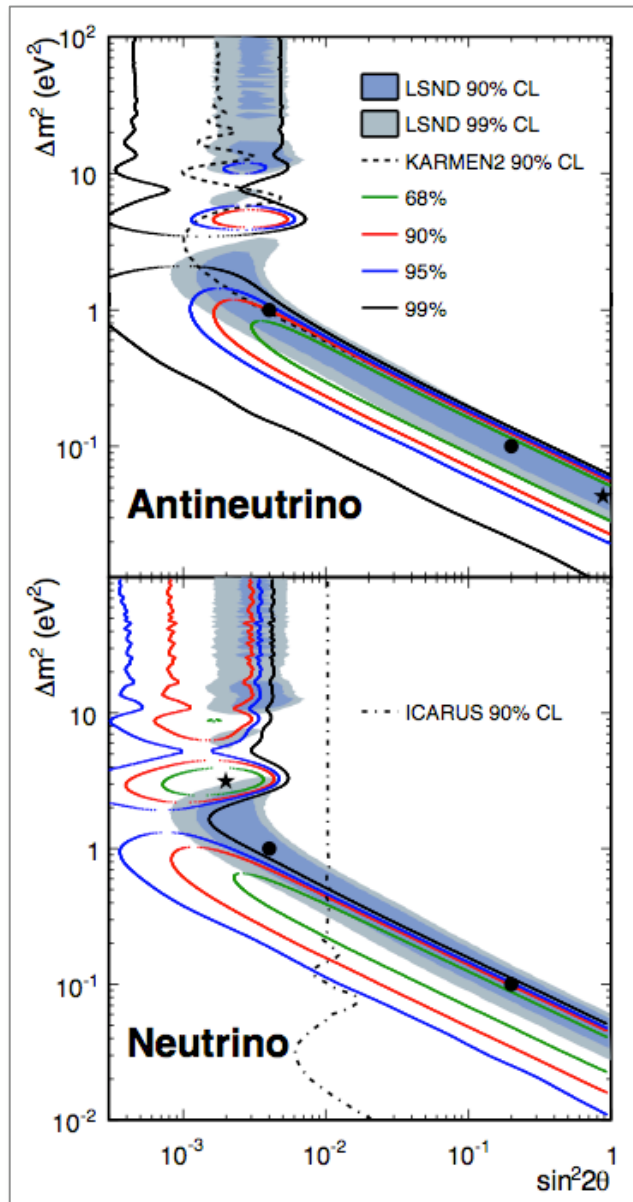 10²
Δm² (eV²)
LSND 90% CL
LSND 99% CL
KARMEN2 90% CL
68%
90%
95%
99%
10
1
10⁻¹
Antineutrino
Δm² (eV²)
10
ICARUS 90% CL
1
10⁻¹
Neutrino
10⁻²
10⁻³ 10⁻² 10⁻¹ 1
sin²2θ